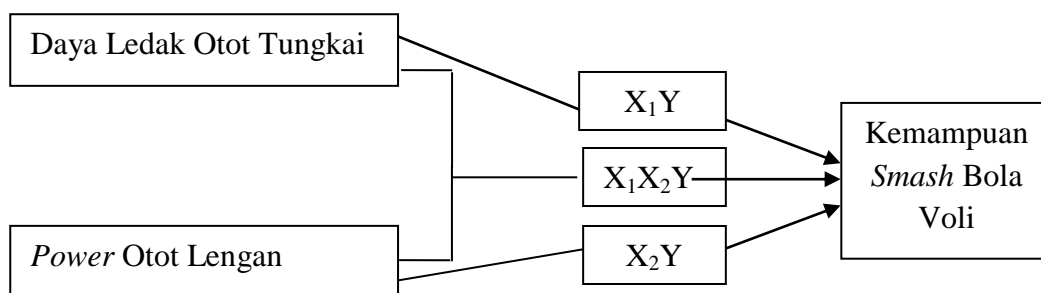 Daya Ledak Otot Tungkai
X₁Y
X₁X₂Y
Kemampuan
Smash Bola
Voli
Power Otot Lengan
X₂Y